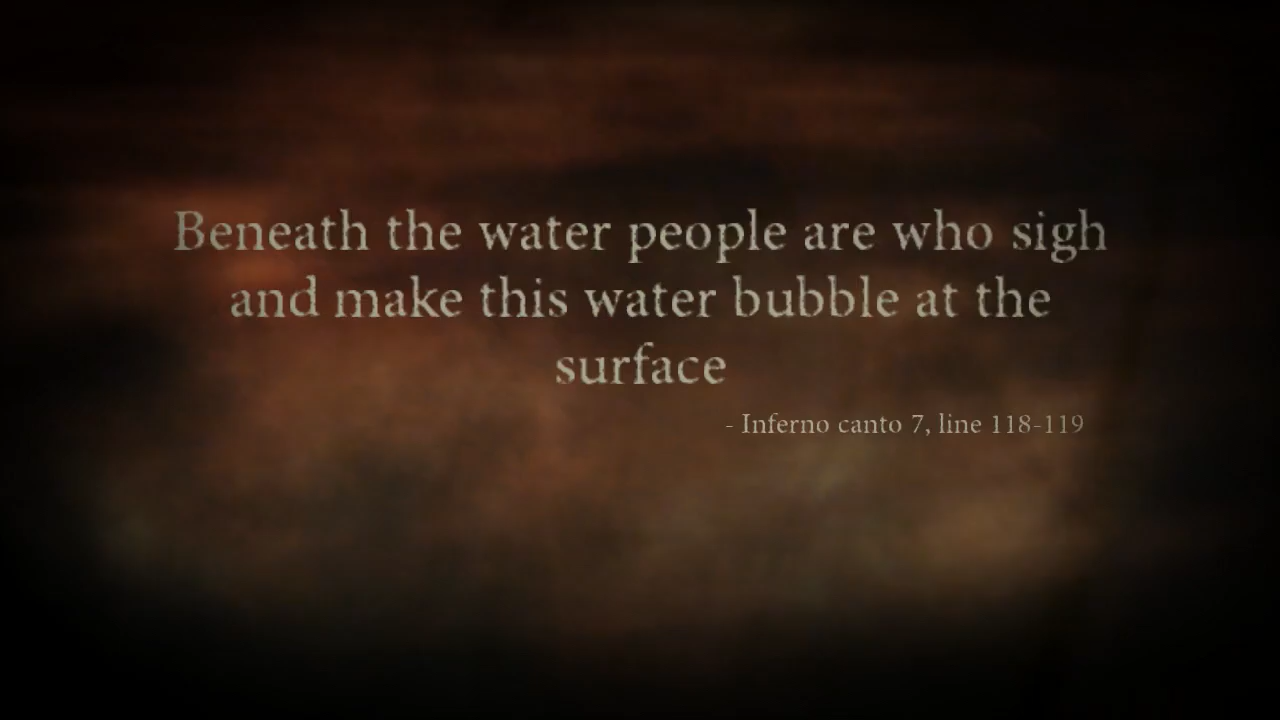 Beneath the water people are who sigh
and make this water bubble at the
surface
- Inferno canto 7, line 118-119